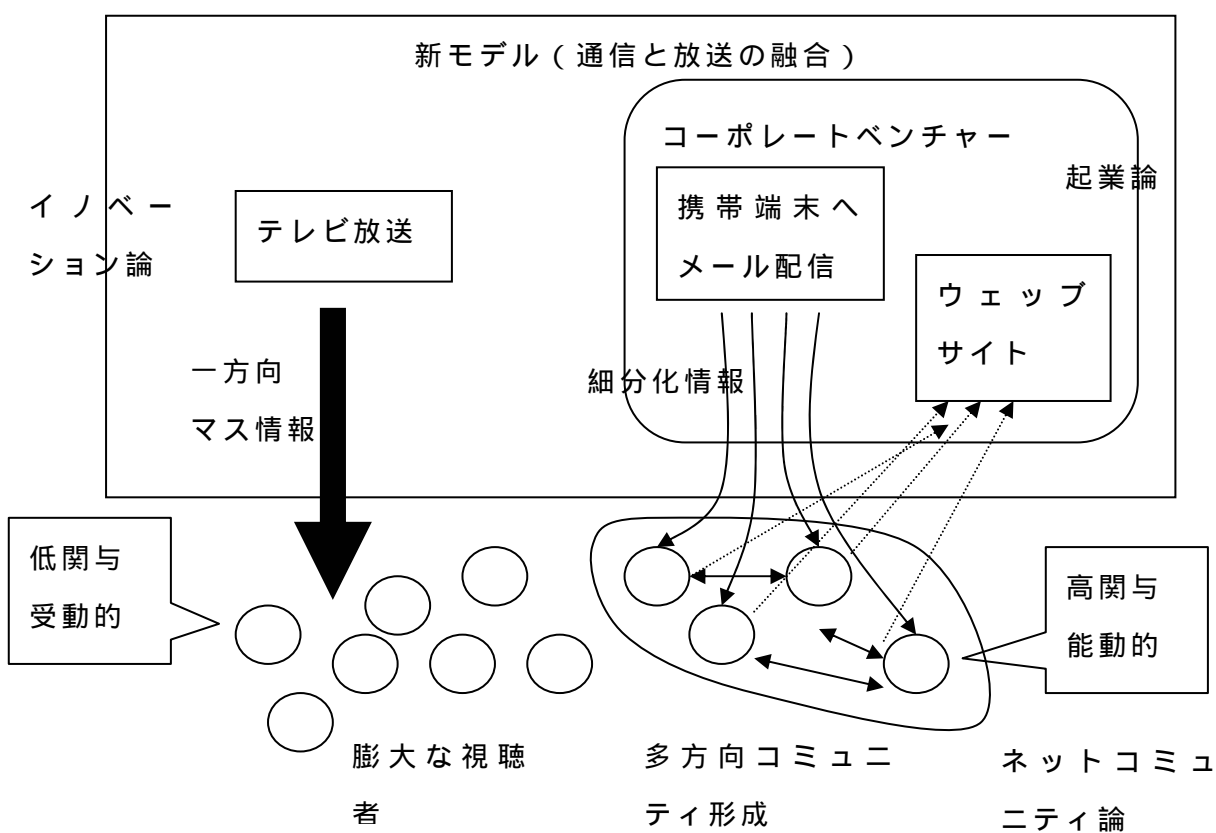 新モデル(通信と放送の融合)
コーポレートベンチャー
起業論
イノベー
ション論
テレビ放送
携帯端末へ
メール配信
ウェッブ
サイト
一方向
マス情報
細分化情報
低関与
受動的
高関与
能動的
膨大な視聴
者
多方向コミュニ
ティ形成
ネットコミュ
ニティ論